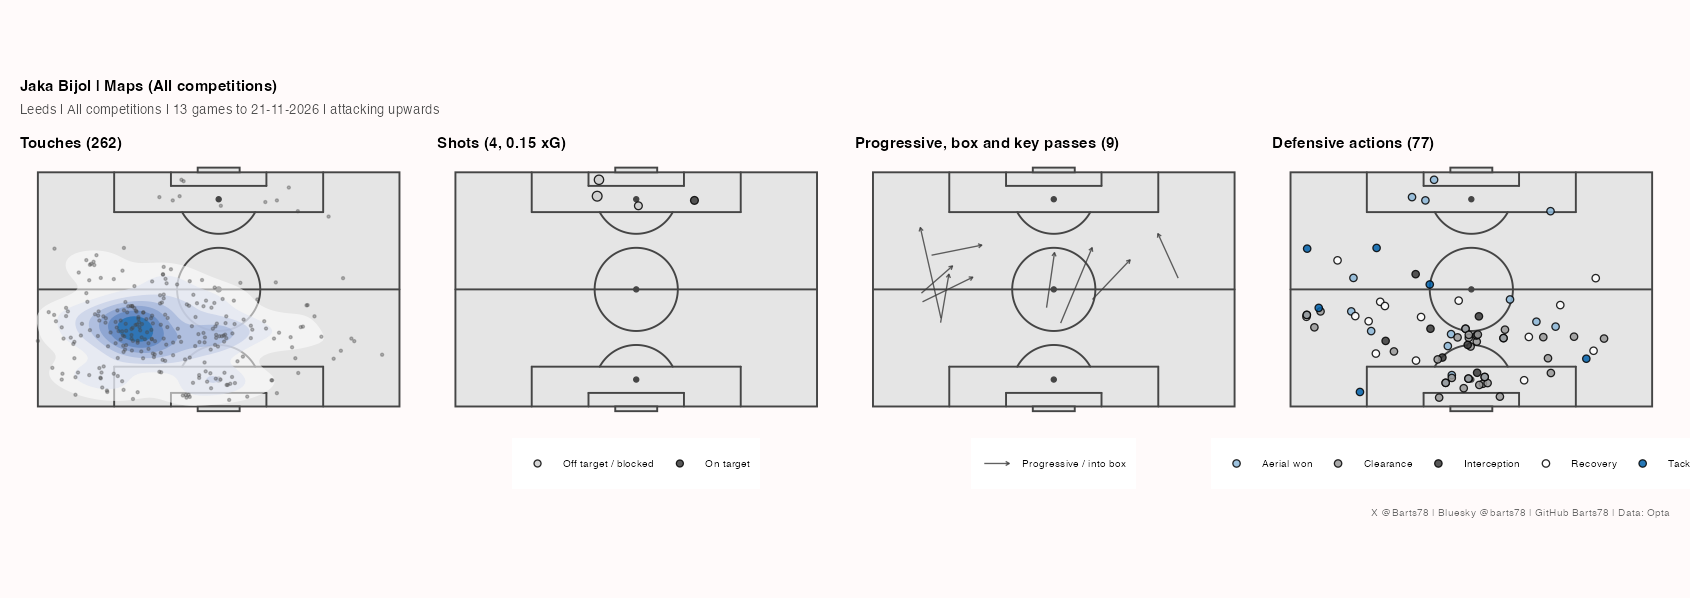 Jaka Bijol | Maps (All competitions)
Leeds | All competitions | 13 games to 21-11-2026 | attacking upwards
Touches (262)
Shots (4, 0.15 xG)
Progressive, box and key passes (9)
Defensive actions (77)
Off target / blocked
On target
Progressive / into box
Aerial won
Clearance
Interception
Recovery
Tack
X @Barts78 | Bluesky @barts78 | GitHub Barts78 | Data: Opta